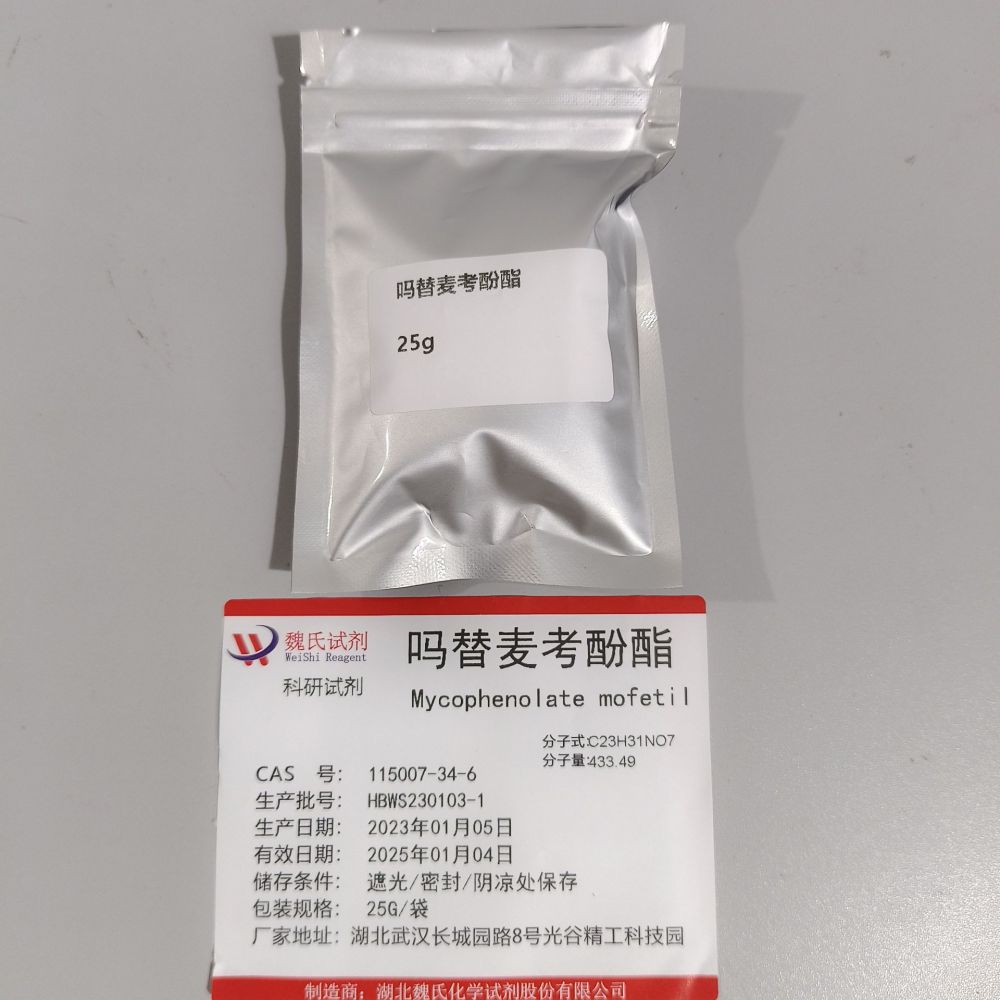 吗替麦考酚酯
25g
魏氏试剂
WeiShi Reagent
科研试剂
吗替麦考酚酯
Mycophenolate mofetil
分子式:C23H31NO7
分子量:433.49
CAS 号: 115007-34-6
生产批号: HBWS230103-1
生产日期: 2023年01月05日
有效日期: 2025年01月04日
储存条件: 遮光/密封/阴凉处保存
包装规格: 25G/袋
厂家地址: 湖北武汉长城园路8号光谷精工科技园
制造商: 湖北魏氏化学试剂股份有限公司